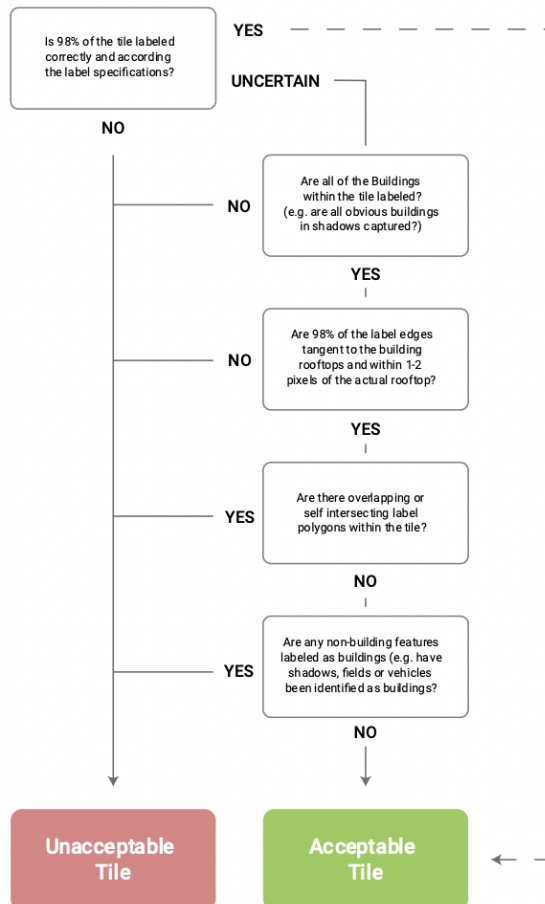 Is 98% of the tile labeled
correctly and according
the label specifications?
YES
UNCERTAIN
NO
Are all of the Buildings
within the tile labeled?
(e.g. are all obvious buildings
in shadows captured?)
NO
YES
Are 98% of the label edges
tangent to the building
rooftops and within 1-2
pixels of the actual rooftop?
NO
YES
Are there overlapping or
self intersecting label
polygons within the tile?
YES
NO
Are any non-building features
labeled as buildings (e.g. have
shadows, fields or vehicles
been identified as buildings?
YES
NO
Unacceptable
Tile
Acceptable
Tile